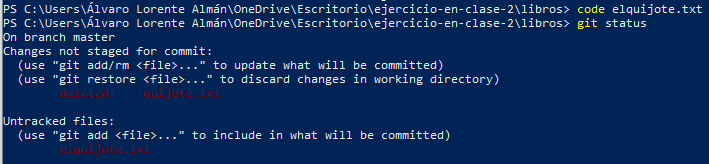 PS C:\Users\Álvaro Lorente Almán\OneDrive\Escritorio\ejercicio-en-clase-2\libros> code elquijote.txt
PS C:\Users\Álvaro Lorente Almán\OneDrive\Escritorio\ejercicio-en-clase-2\libros> git status
On branch master
Changes not staged for commit:
  (use "git add/rm <file>..." to update what will be committed)
  (use "git restore <file>..." to discard changes in working directory)
        deleted:    quijote.txt

Untracked files:
  (use "git add <file>..." to include in what will be committed)
        elquijote.txt